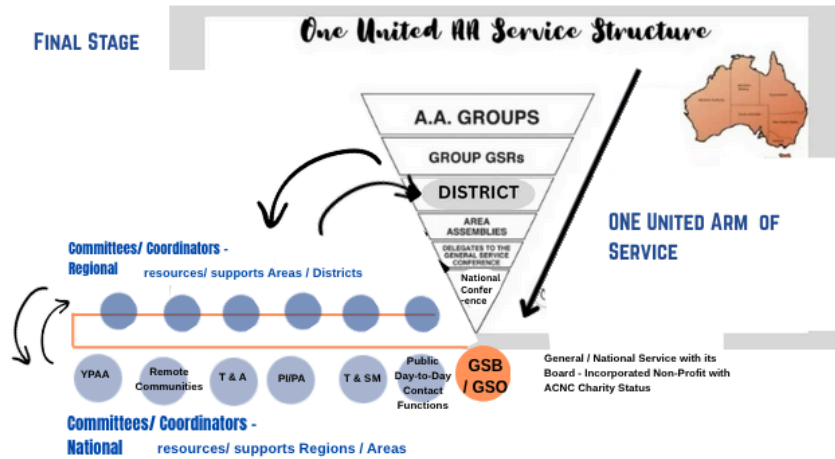 One United AA Service Structure
FINAL STAGE
A.A. GROUPS
GROUP GSRs
DISTRICT
AREA
ASSEMBLIES
DELEGATES TO THE
GENERAL SERVICE
CONFERENCE
National
Confer
-ence
ONE UNITED ARM OF
SERVICE
Committees/ Coordinators -
Regional
resources/ supports Areas / Districts
YPAA
Remote
Communities
T & A
PI/PA
T & SM
Public
Day-to-Day
Contact
Functions
GSB
/ GSO
General / National Service with its
Board - Incorporated Non-Profit with
ACNC Charity Status
Committees/ Coordinators -
National
resources/ supports Regions / Areas